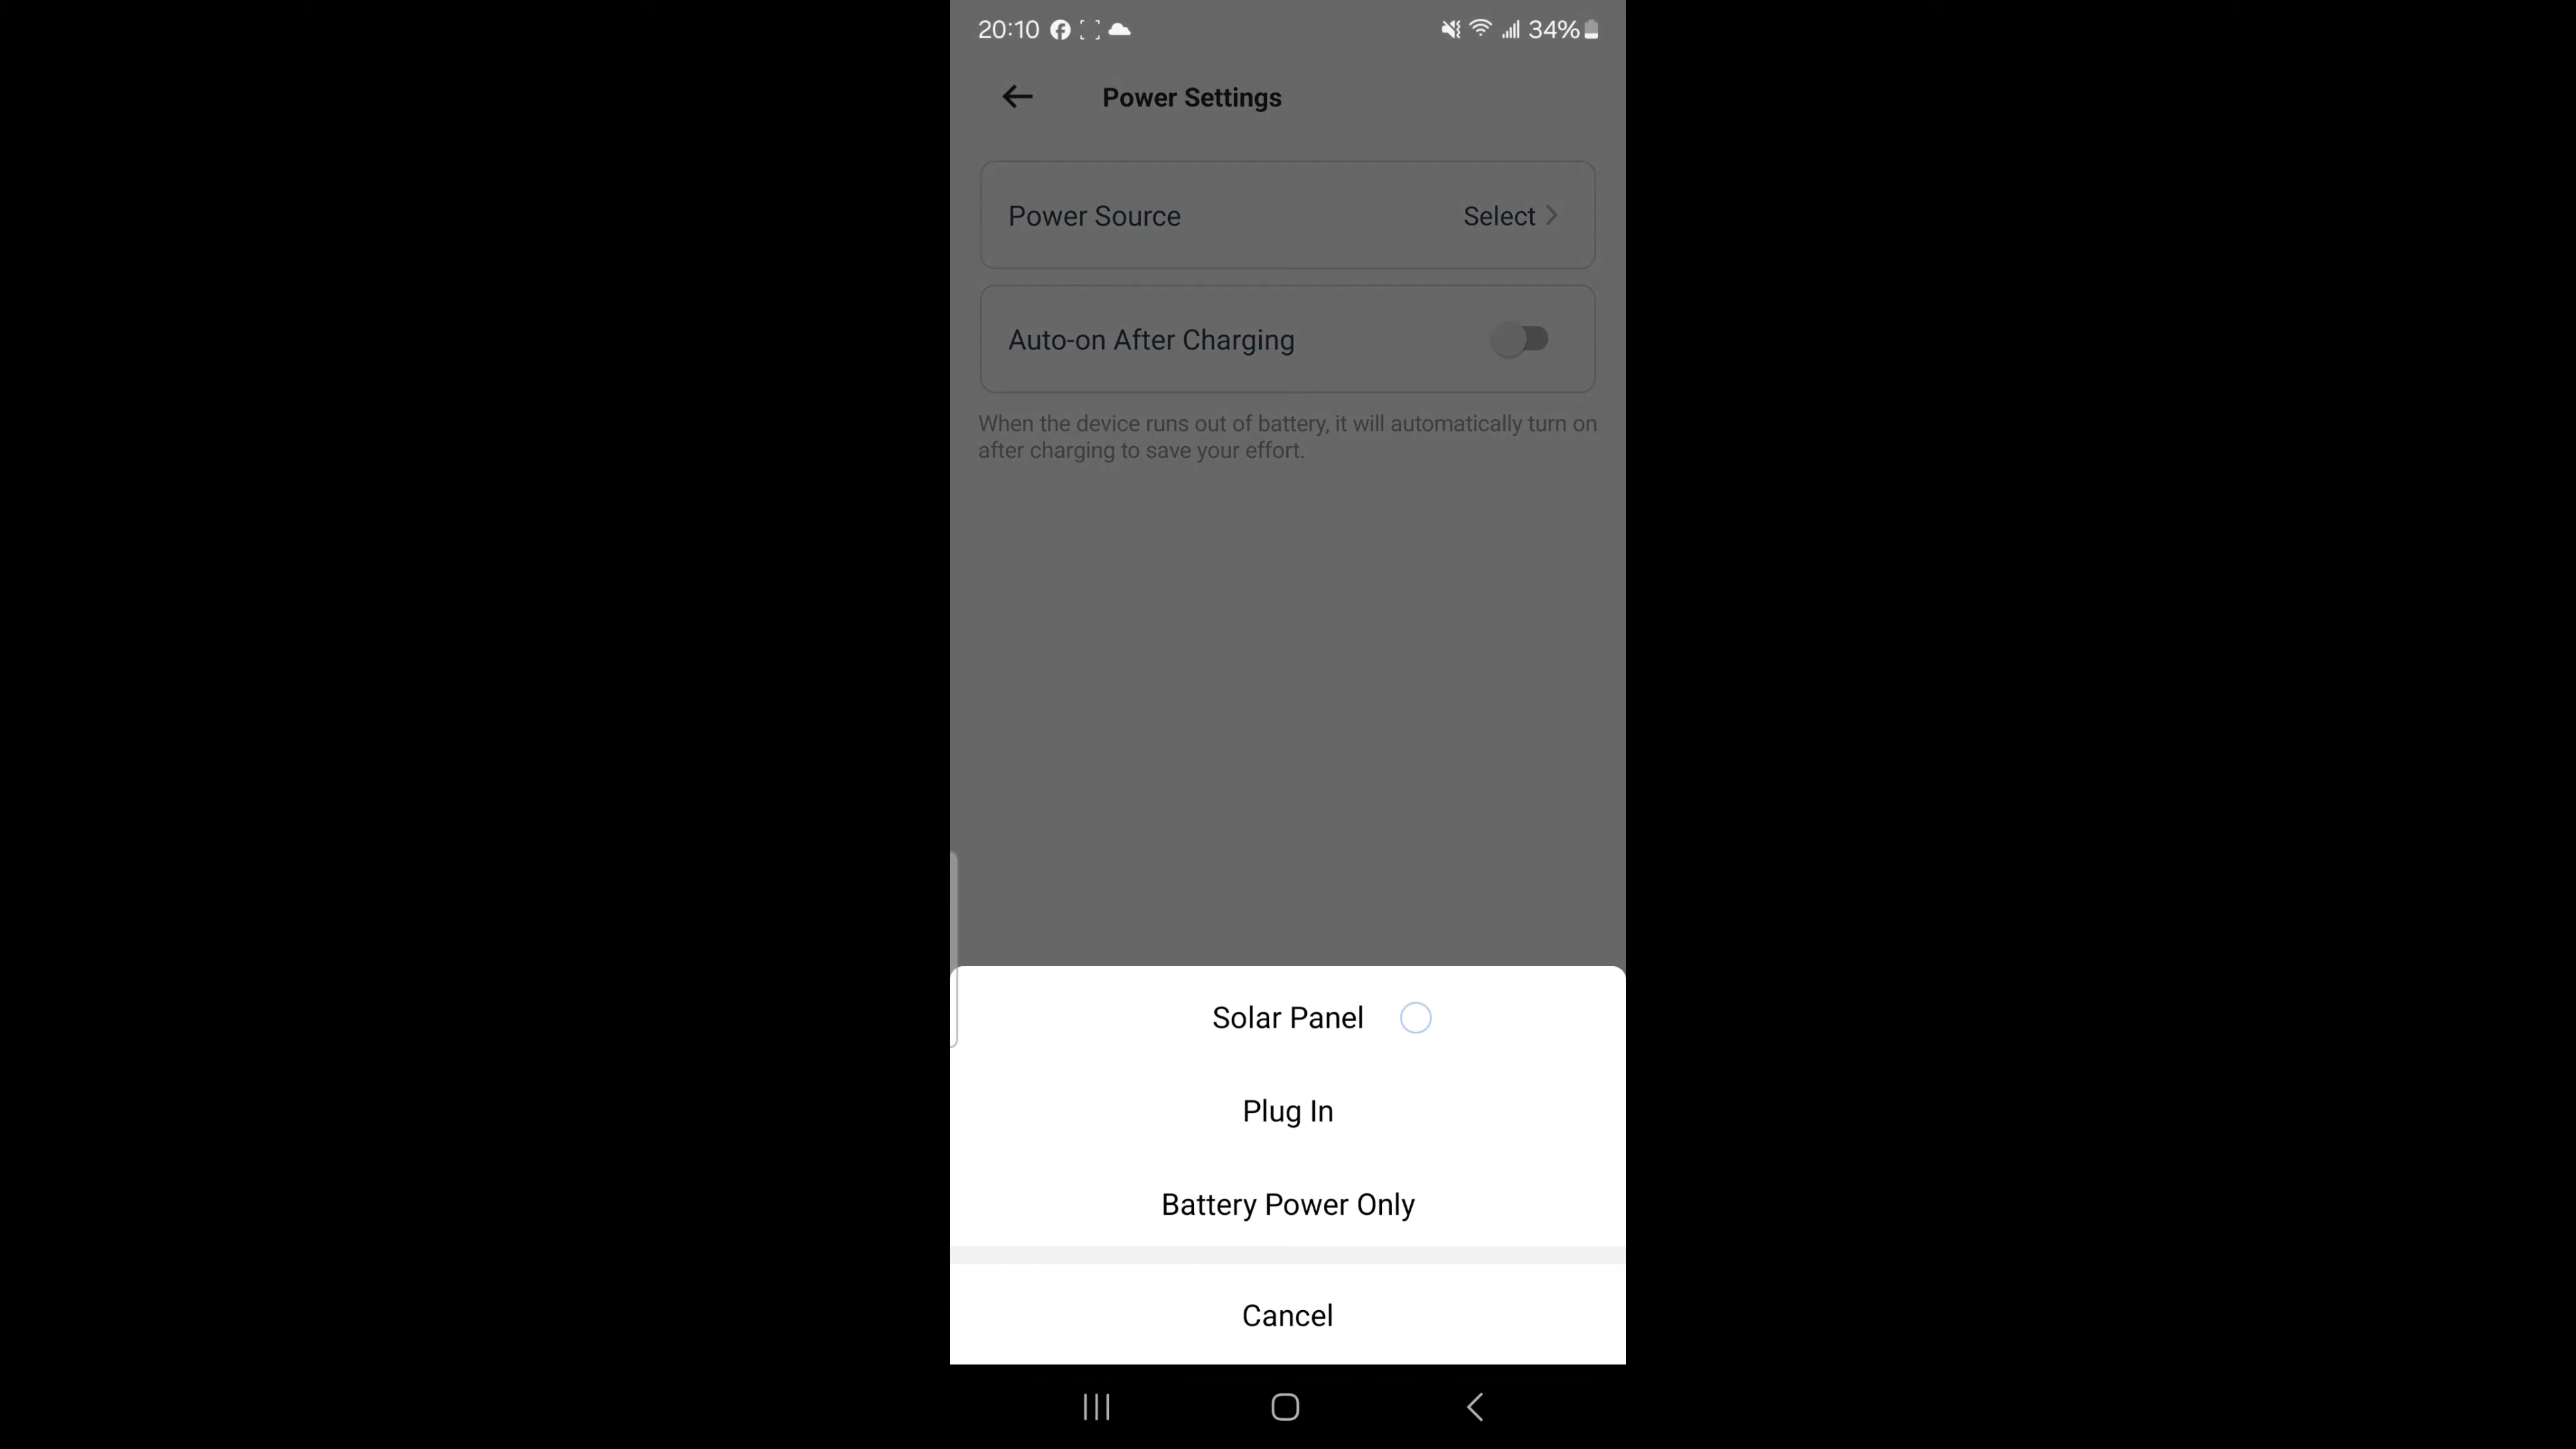 20:10 34%
Power Settings
Power Source Select
Auto-on After Charging
When the device runs out of battery, it will automatically turn on
after charging to save your effort.
Solar Panel
Plug In
Battery Power Only
Cancel